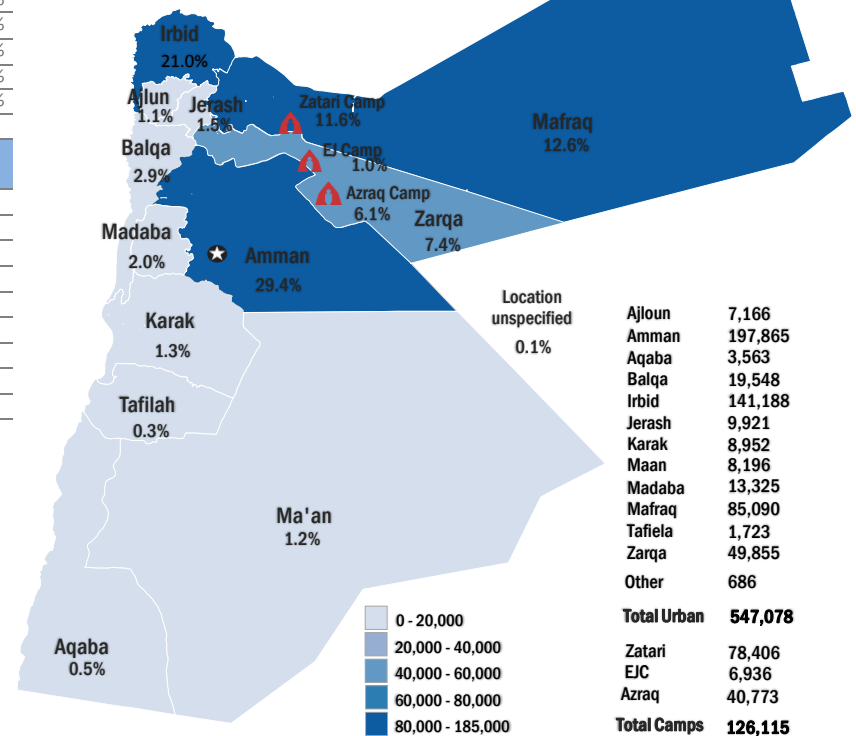 Irbid
21.0%
Ajlun
1.1%
Jerash
1.5%
Zatari Camp
11.6%
Mafraq
12.6%
Balqa
2.9%
EJ Camp
1.0%
Azraq Camp
6.1%
Zarqa
7.4%
Madaba
2.0%
Amman
29.4%
Karak
1.3%
Location
unspecified
0.1%
Tafilah
0.3%
Ma'an
1.2%
Aqaba
0.5%
0 - 20,000
20,000 - 40,000
40,000 - 60,000
60,000 - 80,000
80,000 - 185,000
Ajloun 7,166
Amman 197,865
Aqaba 3,563
Balqa 19,548
Irbid 141,188
Jerash 9,921
Karak 8,952
Maan 8,196
Madaba 13,325
Mafraq 85,090
Tafiela 1,723
Zarqa 49,855
Other 686
Total Urban 547,078
Zatari 78,406
EJC 6,936
Azraq 40,773
Total Camps 126,115